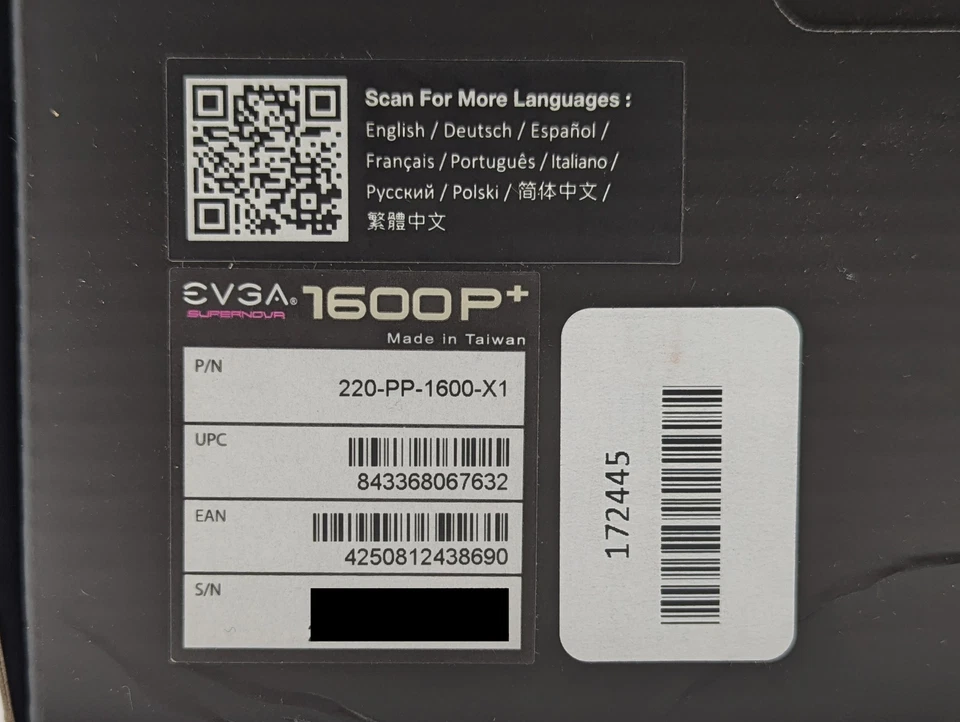 Scan For More Languages :
English / Deutsch / Español /
Français / Português / Italiano /
Русский / Polski / 简体中文 /
繁體中文
EVGA® 1600 P+
SUPERNOVA
Made in Taiwan
P/N
220-PP-1600-X1
UPC
843368067632
EAN
4250812438690
S/N
172445